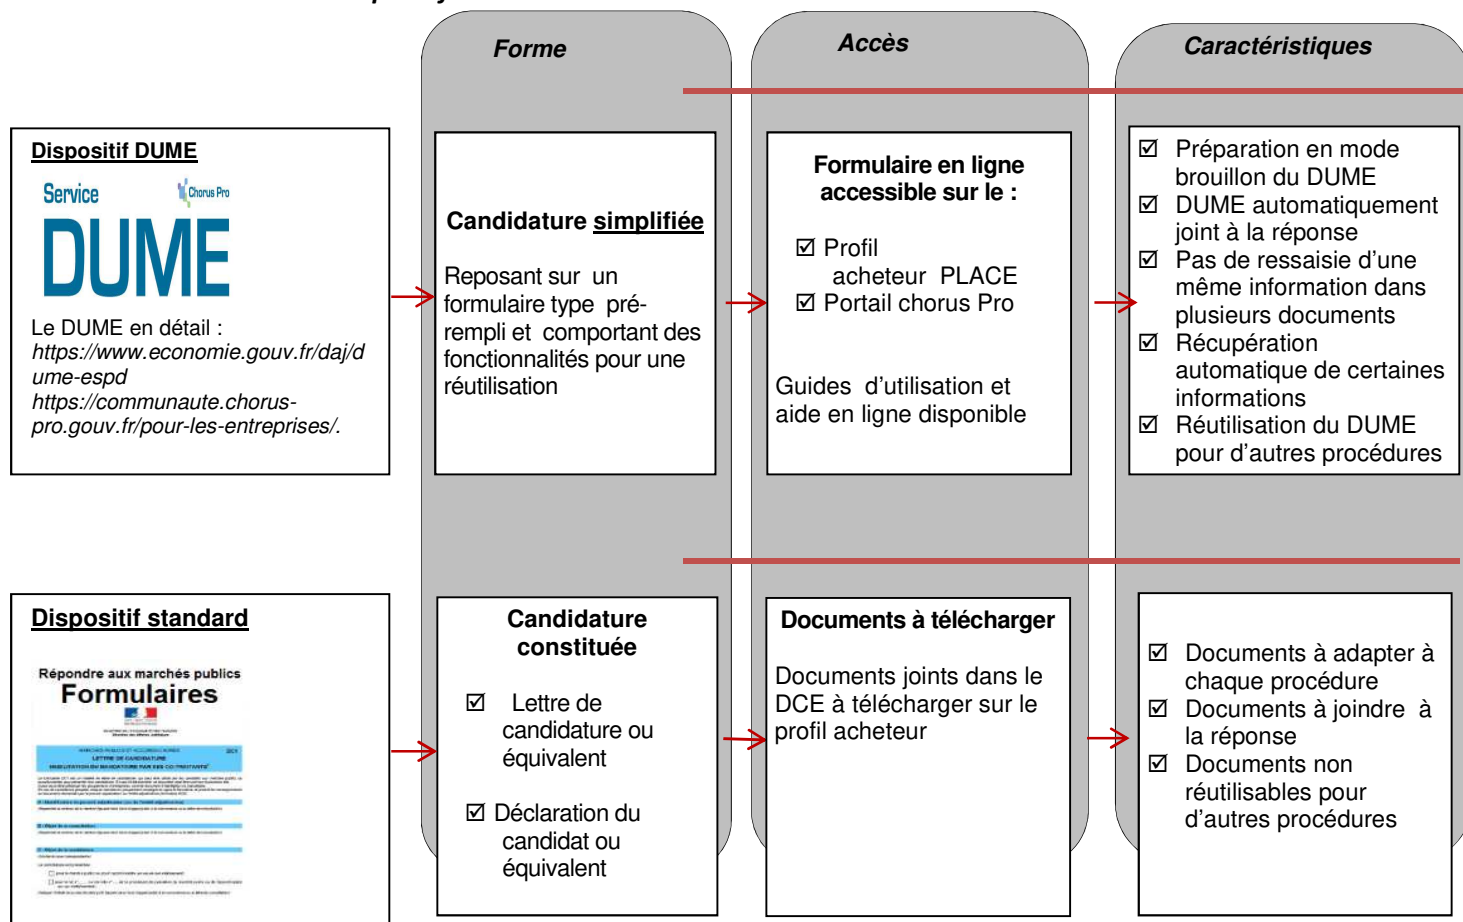 Forme
Accès
Caractéristiques
Dispositif DUME
Service
Chorus Pro
DUME
Le DUME en détail :
https://www.economie.gouv.fr/daj/d
ume-espd
https://communaute.chorus-
pro.gouv.fr/pour-les-entreprises/.
Candidature simplifiée
Reposant sur un
formulaire type pré-
rempli et comportant des
fonctionnalités pour une
réutilisation
Formulaire en ligne
accessible sur le :
☑ Profil
acheteur PLACE
☑ Portail chorus Pro
Guides d'utilisation et
aide en ligne disponible
☑ Préparation en mode
brouillon du DUME
☑ DUME automatiquement
joint à la réponse
☑ Pas de ressaisie d'une
même information dans
plusieurs documents
☑ Récupération
automatique de certaines
informations
☑ Réutilisation du DUME
pour d'autres procédures
Dispositif standard
Répondre aux marchés publics
Formulaires
LETTRE DE CANDIDATURE
Candidature
constituée
☑ Lettre de
candidature ou
équivalent
☑ Déclaration du
candidat ou
équivalent
Documents à télécharger
Documents joints dans le
DCE à télécharger sur le
profil acheteur
☑ Documents à adapter à
chaque procédure
☑ Documents à joindre à
la réponse
☑ Documents non
réutilisables pour
d'autres procédures